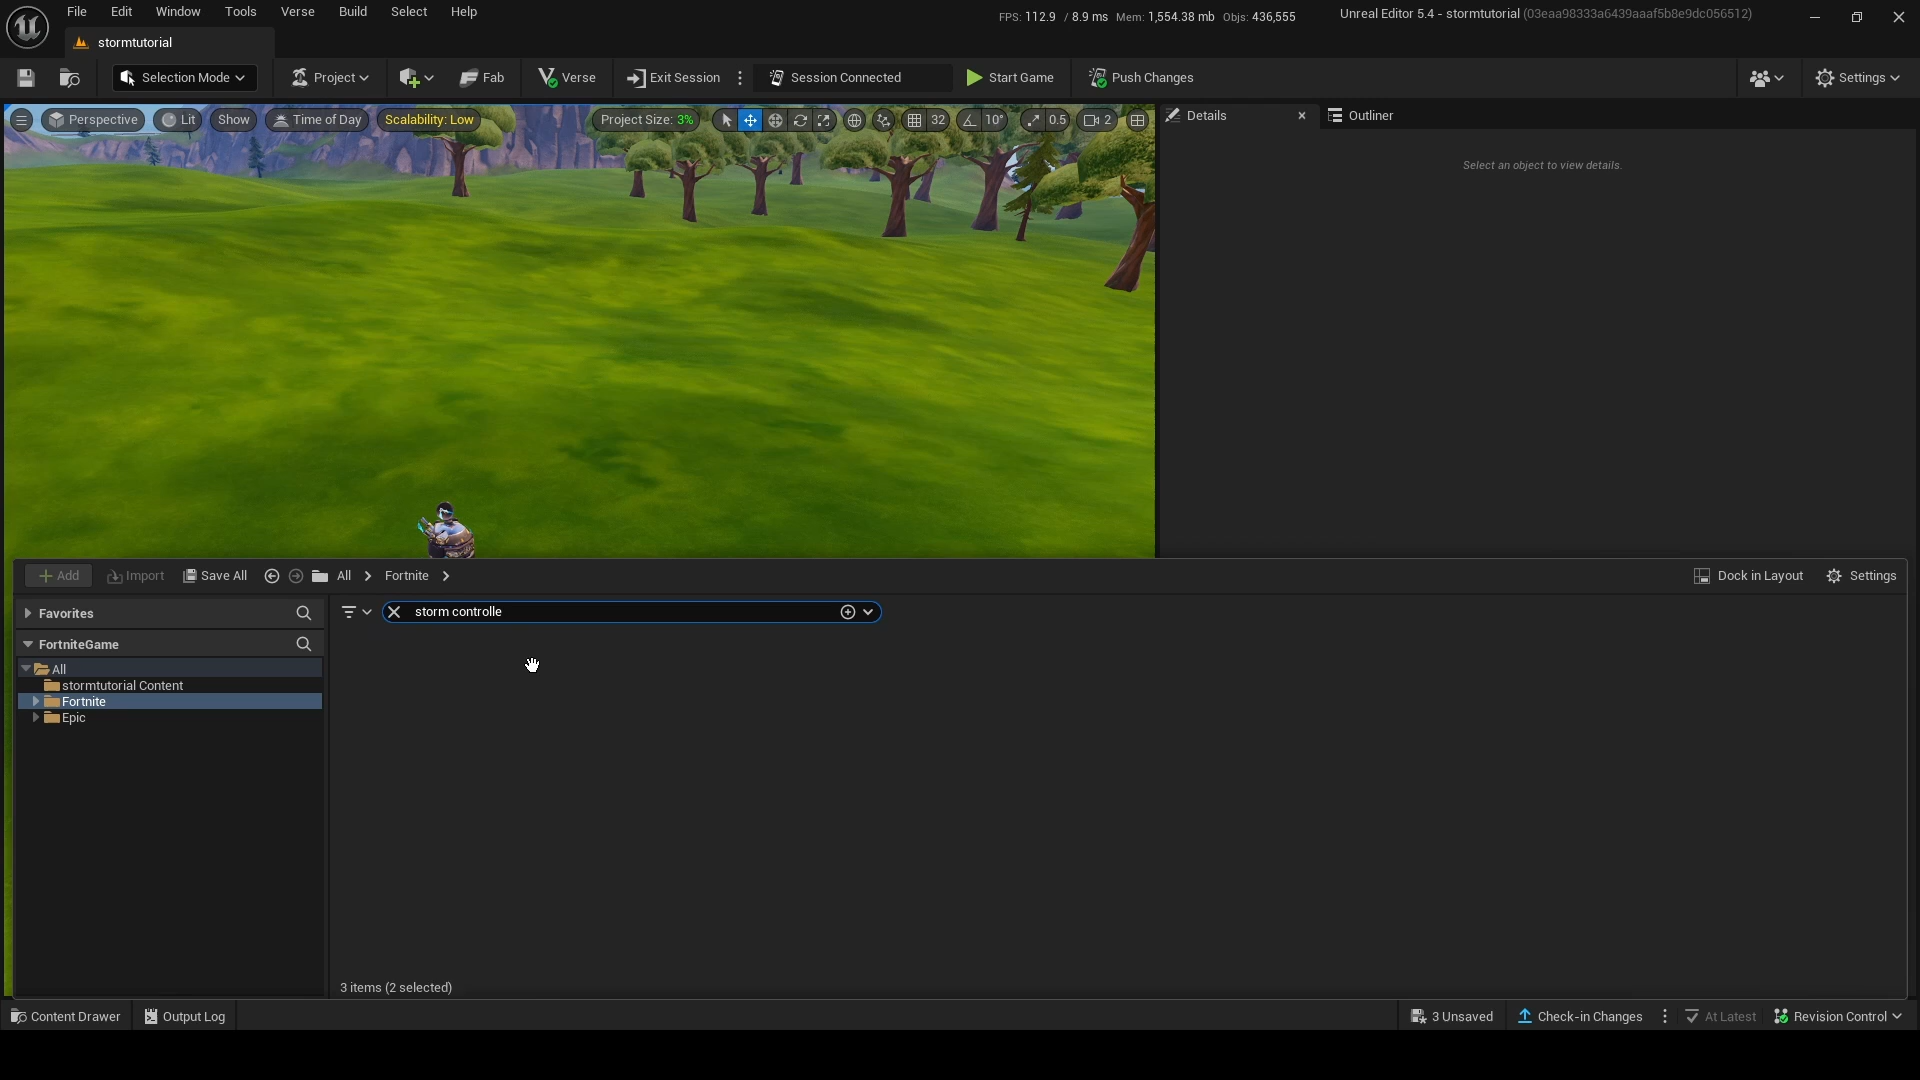 File Edit Window Tools Verse Build Select Help
FPS: 112.9 / 8.9 ms Mem: 1,554.38 mb Objs: 436,555
Unreal Editor 5.4 - stormtutorial (03eaa98333a6439aaaf5b8e9dc056512)
stormtutorial
Selection Mode Project Fab Verse Exit Session Session Connected Start Game Push Changes Settings
Perspective Lit Show Time of Day Scalability: Low Project Size: 3% 32 10° 0.5 2
Details Outliner
Select an object to view details.
Add Import Save All All Fortnite Dock in Layout Settings
Favorites
storm controlle
FortniteGame
All
stormtutorial Content
Fortnite
Epic
3 items (2 selected)
Content Drawer Output Log 3 Unsaved Check-in Changes At Latest Revision Control